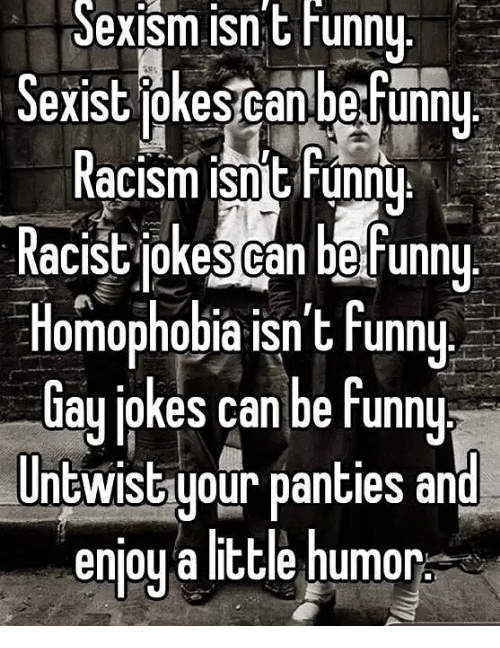 Sexism isn't funny.
Sexist jokes can be funny.
Racism isn't funny.
Racist jokes can be funny.
Homophobia isn't funny.
Gay jokes can be funny.
Untwist your panties and
enjoy a little humor.